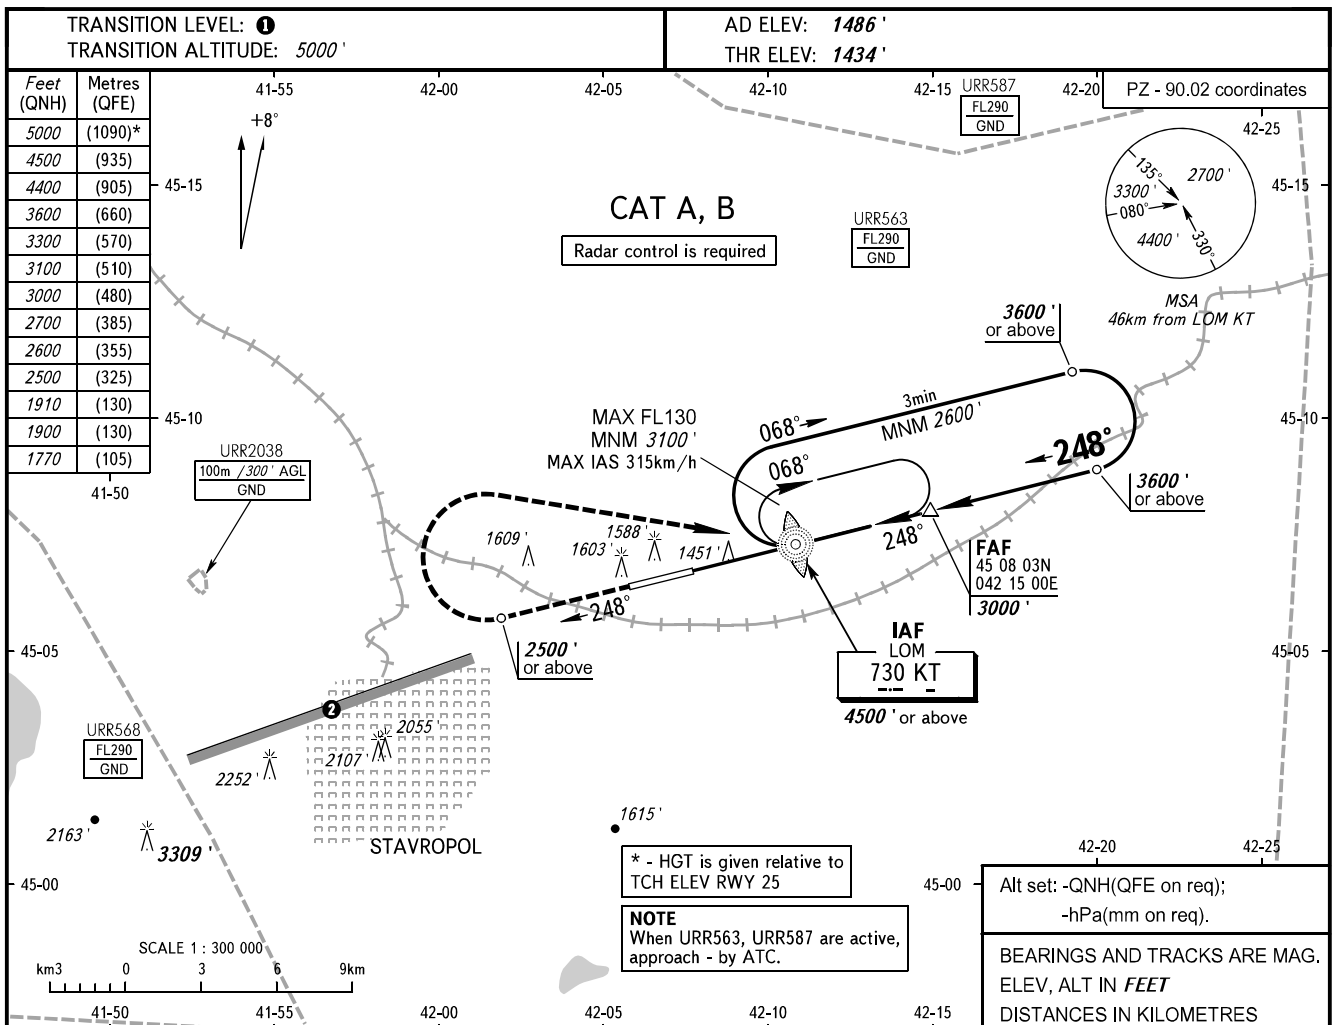 TRANSITION LEVEL: ❶
TRANSITION ALTITUDE: 5000'
AD ELEV: 1486'
THR ELEV: 1434'
Feet (QNH) Metres (QFE)
5000 (1090)*
4500 (935)
4400 (905)
3600 (660)
3300 (570)
3100 (510)
3000 (480)
2700 (385)
2600 (355)
2500 (325)
1910 (130)
1900 (130)
1770 (105)
41-55 42-00 42-05 42-10 42-15 42-20
PZ - 90.02 coordinates
42-25
+8°
URR587
FL290
GND
45-15
45-15
CAT A, B
Radar control is required
URR563
FL290
GND
135°
2700'
3300'
080°
4400'
330°
MSA
46km from LOM KT
3600'
or above
3min
MNM 2600'
068°
068°
MAX FL130
MNM 3100'
MAX IAS 315km/h
45-10
45-10
248°
3600'
or above
URR2038
100m /300' AGL
GND
41-50
1609'
1603'
1588'
1451'
248°
FAF
45 08 03N
042 15 00E
3000'
248°
2500'
or above
IAF
LOM
730 KT
4500' or above
45-05
45-05
❷
URR568
FL290
GND
2252'
2107'
2055'
2163'
3309'
STAVROPOL
1615'
42-20 42-25
* - HGT is given relative to
TCH ELEV RWY 25
45-00
45-00
NOTE
When URR563, URR587 are active,
approach - by ATC.
Alt set: -QNH(QFE on req);
-hPa(mm on req).
SCALE 1 : 300 000
km3 0 3 6 9km
BEARINGS AND TRACKS ARE MAG.
ELEV, ALT IN FEET
DISTANCES IN KILOMETRES
41-50 41-55 42-00 42-05 42-10 42-15